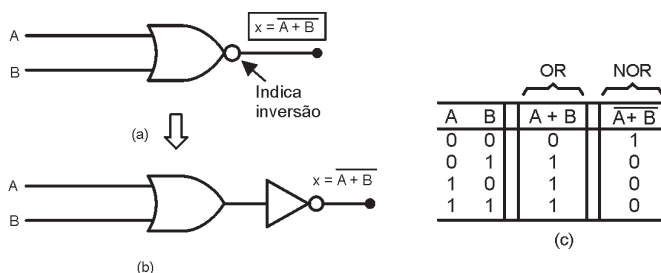 A
B
x = A + B
Indica
inversão
(a)
A
B
x = A + B
(b)
OR NOR
A B A + B A + B
0 0 0 1
0 1 1 0
1 0 1 0
1 1 1 0
(c)